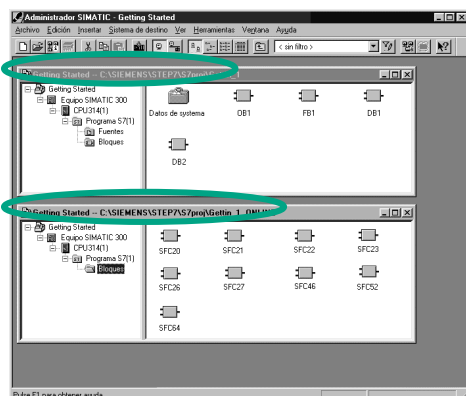 Administrador SIMATIC - Getting Started
Archivo Edición Insertar Sistema de destino Ver Herramientas Ventana Ayuda
< sin filtro >
Getting Started -- C:\SIEMENS\STEP7\S7proj\Gettin_1
Getting Started
Equipo SIMATIC 300
CPU314(1)
Programa S7(1)
Fuentes
Bloques
Datos de sistema OB1 FB1 DB1
DB2
Getting Started -- C:\SIEMENS\STEP7\S7proj\Gettin_1 ONLINE
Getting Started
Equipo SIMATIC 300
CPU314(1)
Programa S7(1)
Bloques
SFC20 SFC21 SFC22 SFC23
SFC26 SFC27 SFC46 SFC52
SFC64
Pulse F1 para obtener ayuda.